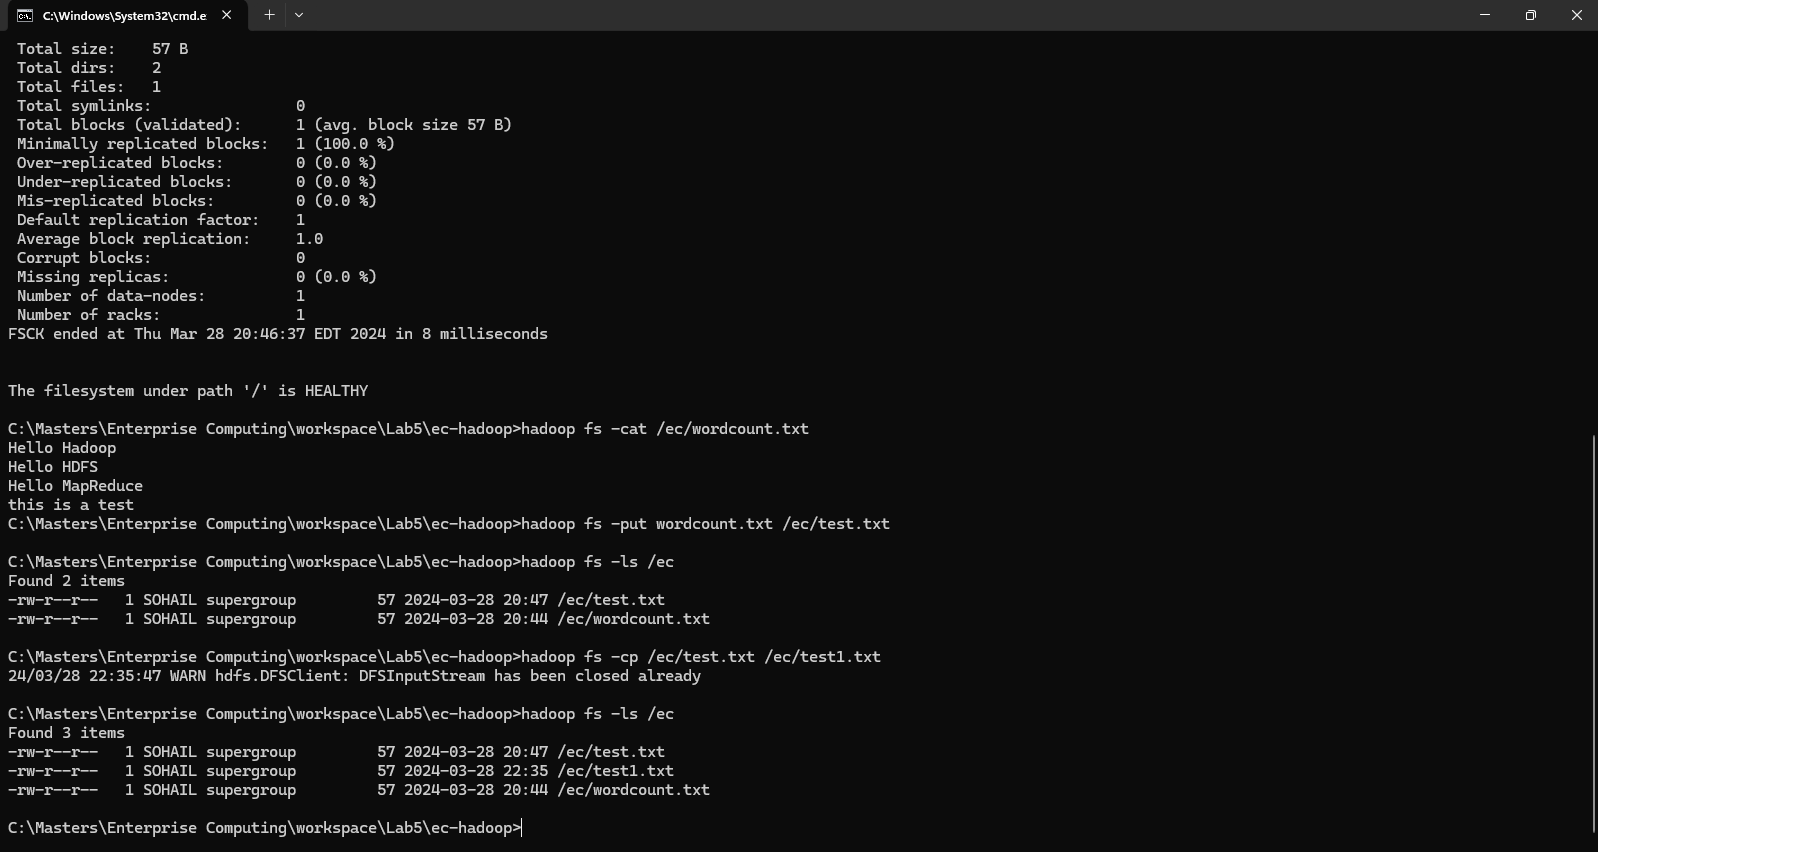 C:\Windows\System32\cmd.e
Total size:    57 B
Total dirs:    2
Total files:   1
Total symlinks:                0
Total blocks (validated):      1 (avg. block size 57 B)
Minimally replicated blocks:   1 (100.0 %)
Over-replicated blocks:        0 (0.0 %)
Under-replicated blocks:       0 (0.0 %)
Mis-replicated blocks:         0 (0.0 %)
Default replication factor:    1
Average block replication:     1.0
Corrupt blocks:                0
Missing replicas:              0 (0.0 %)
Number of data-nodes:          1
Number of racks:               1
FSCK ended at Thu Mar 28 20:46:37 EDT 2024 in 8 milliseconds
The filesystem under path '/' is HEALTHY
C:\Masters\Enterprise Computing\workspace\Lab5\ec-hadoop>hadoop fs -cat /ec/wordcount.txt
Hello Hadoop
Hello HDFS
Hello MapReduce
this is a test
C:\Masters\Enterprise Computing\workspace\Lab5\ec-hadoop>hadoop fs -put wordcount.txt /ec/test.txt
C:\Masters\Enterprise Computing\workspace\Lab5\ec-hadoop>hadoop fs -ls /ec
Found 2 items
-rw-r--r--   1 SOHAIL supergroup         57 2024-03-28 20:47 /ec/test.txt
-rw-r--r--   1 SOHAIL supergroup         57 2024-03-28 20:44 /ec/wordcount.txt
C:\Masters\Enterprise Computing\workspace\Lab5\ec-hadoop>hadoop fs -cp /ec/test.txt /ec/test1.txt
24/03/28 22:35:47 WARN hdfs.DFSClient: DFSInputStream has been closed already
C:\Masters\Enterprise Computing\workspace\Lab5\ec-hadoop>hadoop fs -ls /ec
Found 3 items
-rw-r--r--   1 SOHAIL supergroup         57 2024-03-28 20:47 /ec/test.txt
-rw-r--r--   1 SOHAIL supergroup         57 2024-03-28 22:35 /ec/test1.txt
-rw-r--r--   1 SOHAIL supergroup         57 2024-03-28 20:44 /ec/wordcount.txt
C:\Masters\Enterprise Computing\workspace\Lab5\ec-hadoop>